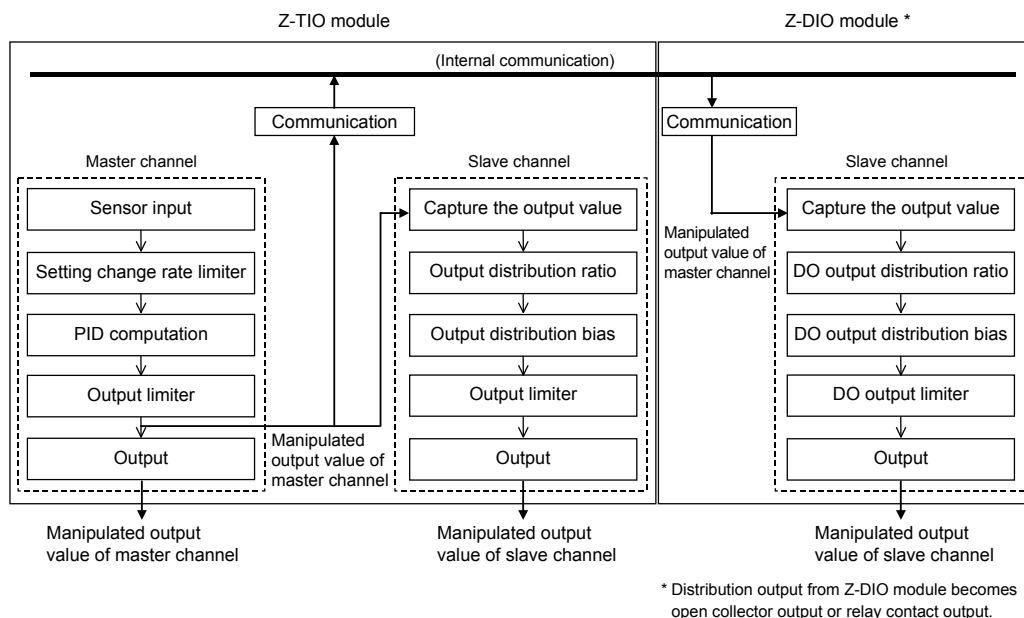 Z-TIO module
Z-DIO module *
(Internal communication)
Communication
Communication
Master channel
Sensor input
Setting change rate limiter
PID computation
Output limiter
Output
Manipulated
output value of
master channel
Slave channel
Capture the output value
Output distribution ratio
Output distribution bias
Output limiter
Output
Manipulated
output value of
master channel
Slave channel
Capture the output value
DO output distribution ratio
DO output distribution bias
DO output limiter
Output
Manipulated output
value of master channel
Manipulated output
value of slave channel
Manipulated output
value of slave channel
* Distribution output from Z-DIO module becomes
open collector output or relay contact output.